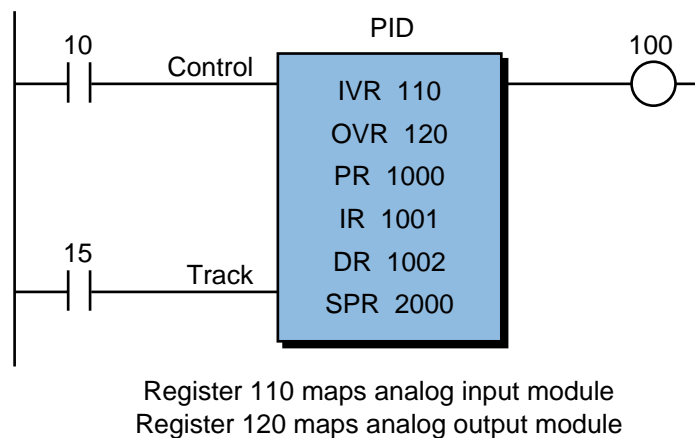 PID
10
100
Control
IVR 110
OVR 120
PR 1000
IR 1001
15
Track
DR 1002
SPR 2000
Register 110 maps analog input module
Register 120 maps analog output module